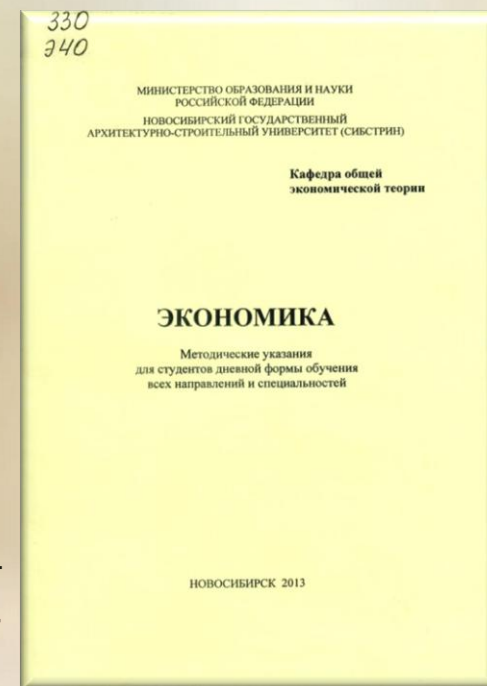 330
Э40
МИНИСТЕРСТВО ОБРАЗОВАНИЯ И НАУКИ
РОССИЙСКОЙ ФЕДЕРАЦИИ
НОВОСИБИРСКИЙ ГОСУДАРСТВЕННЫЙ
АРХИТЕКТУРНО-СТРОИТЕЛЬНЫЙ УНИВЕРСИТЕТ (СИБСТРИН)
Кафедра общей
экономической теории
ЭКОНОМИКА
Методические указания
для студентов дневной формы обучения
всех направлений и специальностей
НОВОСИБИРСК 2013